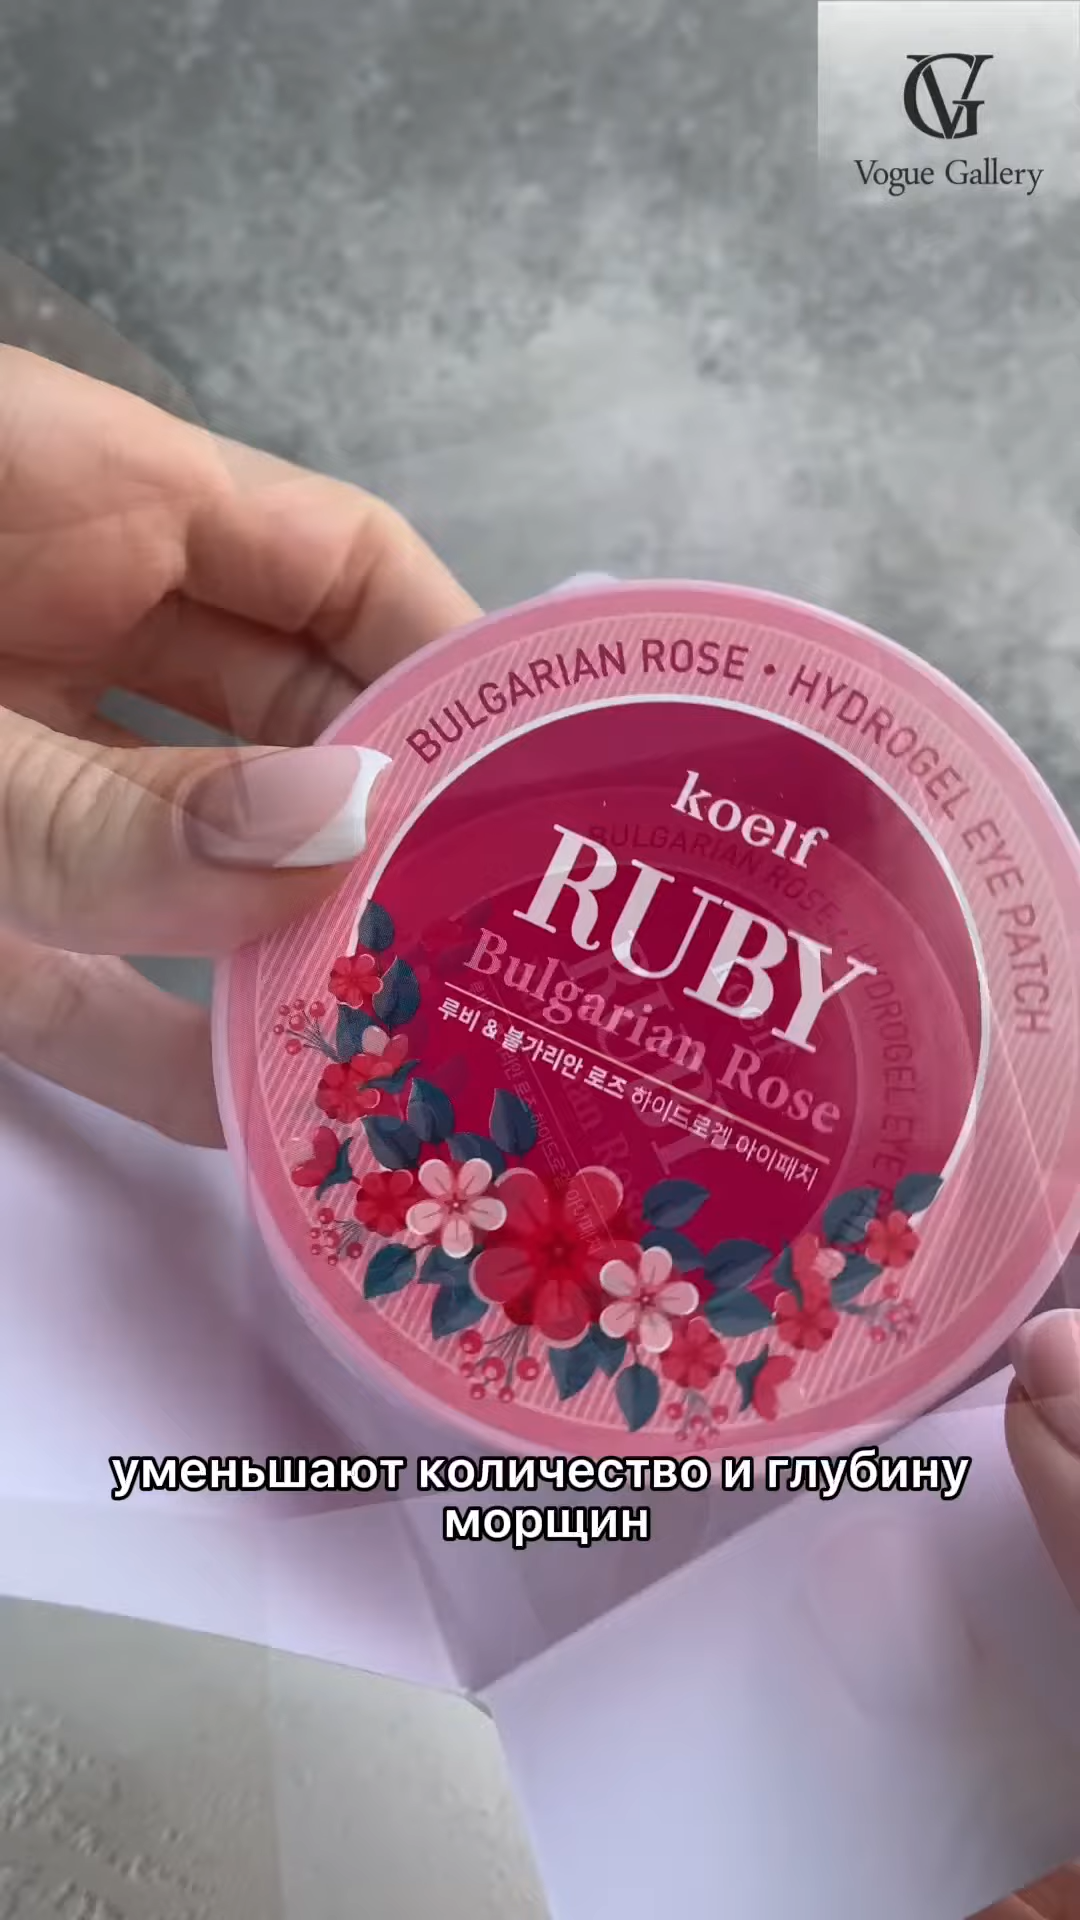 VG
Vogue Gallery
BULGARIAN ROSE • HYDROGEL EYE PATCH
koelf
RUBY
Bulgarian Rose
루비 & 불가리안 로즈 하이드로겔 아이패치
уменьшают количество и глубину
морщин